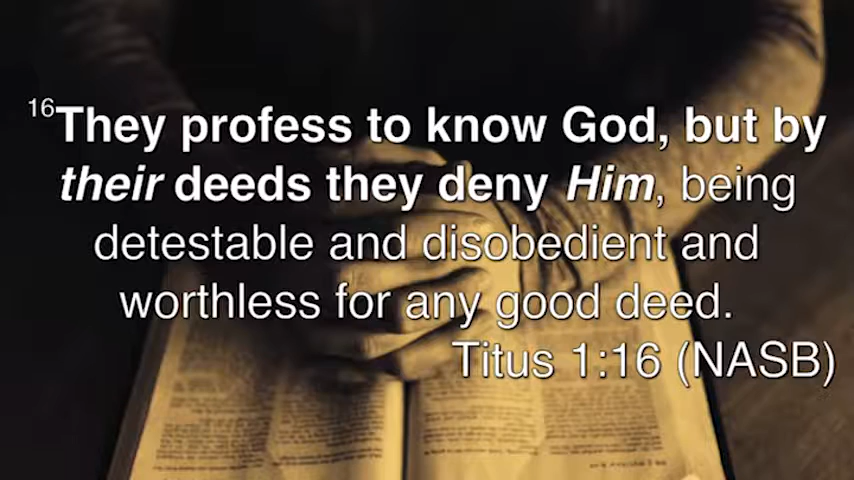 16They profess to know God, but by
their deeds they deny Him, being
detestable and disobedient and
worthless for any good deed.
Titus 1:16 (NASB)